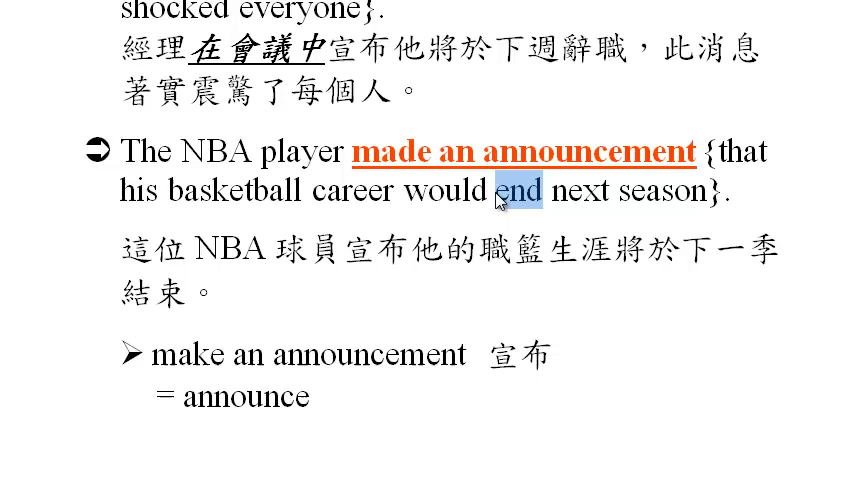 shocked everyone}.
經理在會議中宣布他將於下週辭職，此消息
著實震驚了每個人。
➲ The NBA player made an announcement {that
his basketball career would end next season}.
這位 NBA 球員宣布他的職籃生涯將於下一季
結束。
➢ make an announcement 宣布
= announce